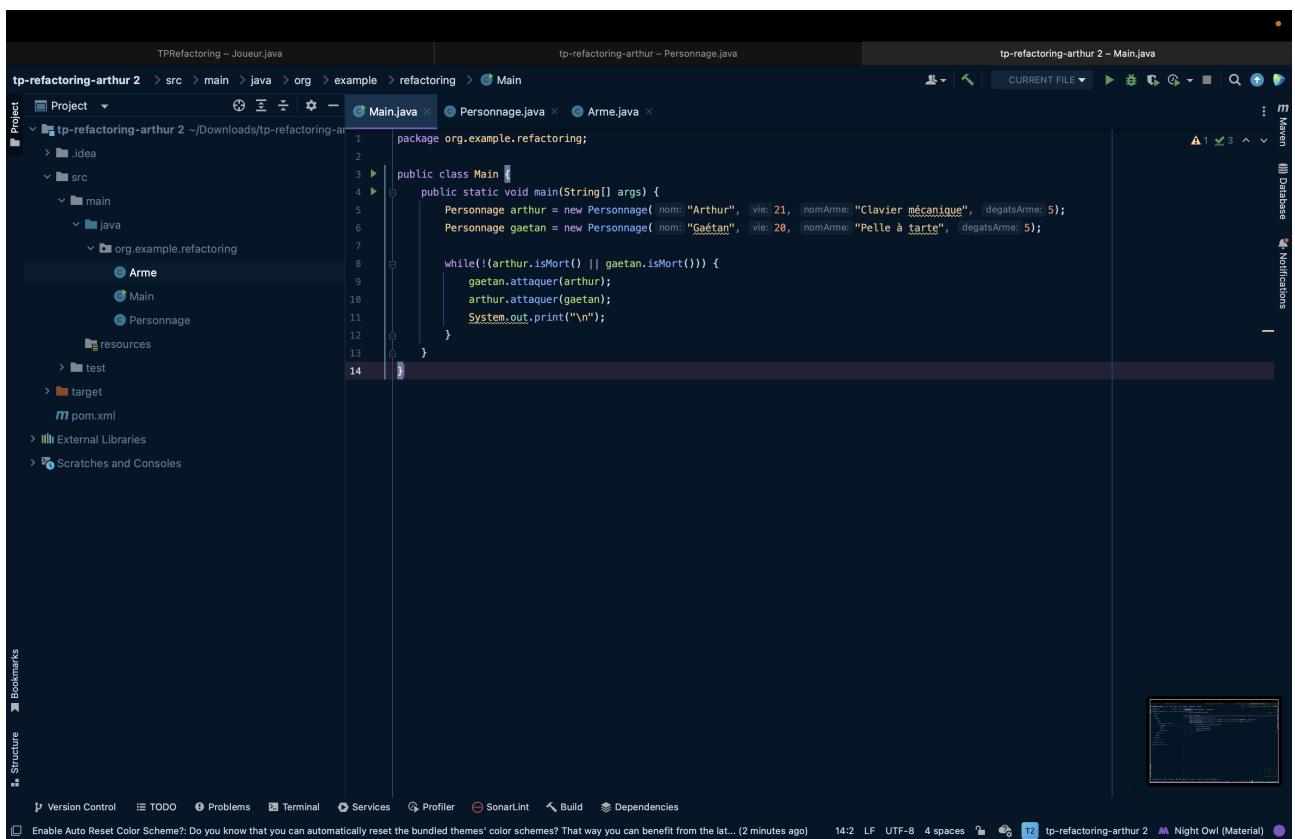 TPRefactoring – Joueur.java
tp-refactoring-arthur – Personnage.java
tp-refactoring-arthur 2 – Main.java
tp-refactoring-arthur 2 > src > main > java > org > example > refactoring > Main
CURRENT FILE
Project
Project
Main.java
Personnage.java
Arme.java
m
Maven
Database
Notifications
tp-refactoring-arthur 2 ~/Downloads/tp-refactoring-ar
.idea
src
main
java
org.example.refactoring
Arme
Main
Personnage
resources
test
target
m pom.xml
External Libraries
Scratches and Consoles
1 3
1 package org.example.refactoring;
2
3 public class Main {
4 public static void main(String[] args) {
5 Personnage arthur = new Personnage( nom: "Arthur", vie: 21, nomArme: "Clavier mécanique", degatsArme: 5);
6 Personnage gaetan = new Personnage( nom: "Gaétan", vie: 20, nomArme: "Pelle à tarte", degatsArme: 5);
7
8 while(!(arthur.isMort() || gaetan.isMort())) {
9 gaetan.attaquer(arthur);
10 arthur.attaquer(gaetan);
11 System.out.print("\n");
12 }
13 }
14 }
Bookmarks
Structure
Version Control TODO Problems Terminal Services Profiler SonarLint Build Dependencies
Enable Auto Reset Color Scheme?: Do you know that you can automatically reset the bundled themes' color schemes? That way you can benefit from the lat... (2 minutes ago) 14:2 LF UTF-8 4 spaces T2 tp-refactoring-arthur 2 Night Owl (Material)